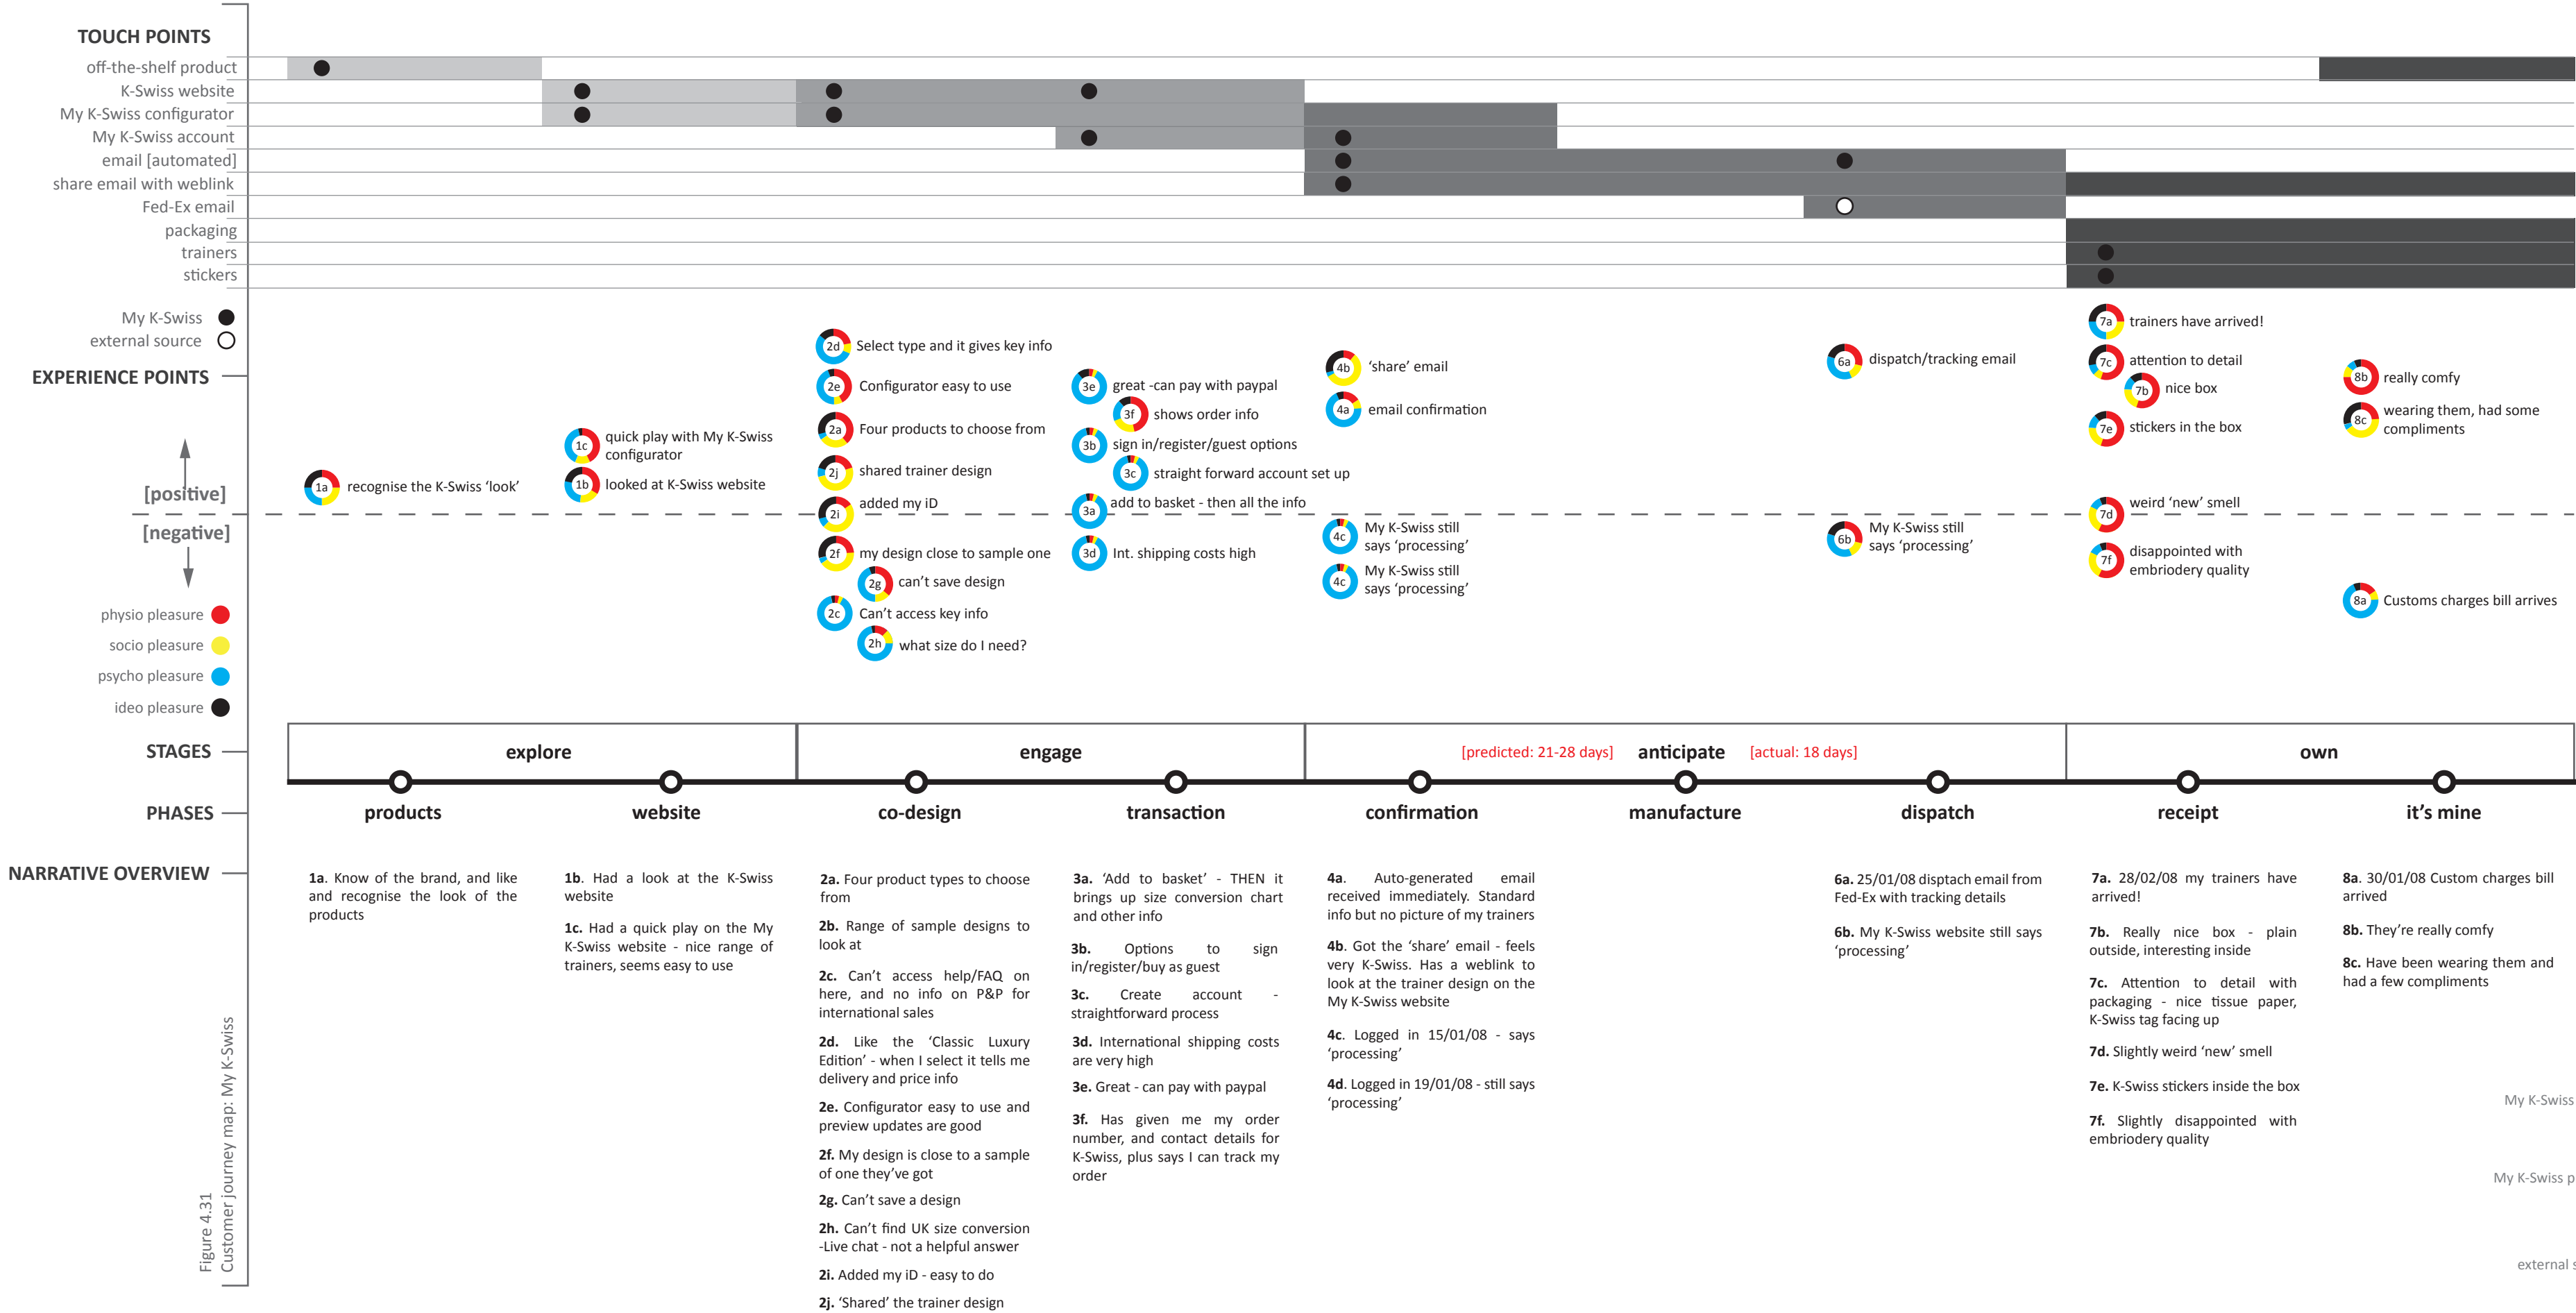 TOUCH POINTS
off-the-shelf product
K-Swiss website
My K-Swiss configurator
My K-Swiss account
email [automated]
share email with weblink
Fed-Ex email
packaging
trainers
stickers
My K-Swiss
external source
EXPERIENCE POINTS
[positive]
[negative]
physio pleasure
socio pleasure
psycho pleasure
ideo pleasure
1a recognise the K-Swiss ‘look’
1c quick play with My K-Swiss
configurator
1b looked at K-Swiss website
2d Select type and it gives key info
2e Configurator easy to use
2a Four products to choose from
2j shared trainer design
2i added my iD
2f my design close to sample one
2g can’t save design
2c Can’t access key info
2h what size do I need?
3e great -can pay with paypal
3f shows order info
3b sign in/register/guest options
3c straight forward account set up
3a add to basket - then all the info
3d Int. shipping costs high
4b ‘share’ email
4a email confirmation
4c My K-Swiss still
says ‘processing’
4c My K-Swiss still
says ‘processing’
6a dispatch/tracking email
6b My K-Swiss still
says ‘processing’
7a trainers have arrived!
7c attention to detail
7b nice box
7e stickers in the box
7d weird ‘new’ smell
7f disappointed with
embriodery quality
8b really comfy
8c wearing them, had some
compliments
8a Customs charges bill arrives
STAGES
explore
engage
[predicted: 21-28 days] anticipate [actual: 18 days]
own
PHASES
products
website
co-design
transaction
confirmation
manufacture
dispatch
receipt
it’s mine
NARRATIVE OVERVIEW
1a. Know of the brand, and like
and recognise the look of the
products
1b. Had a look at the K-Swiss
website
1c. Had a quick play on the My
K-Swiss website - nice range of
trainers, seems easy to use
2a. Four product types to choose
from
2b. Range of sample designs to
look at
2c. Can’t access help/FAQ on
here, and no info on P&P for
international sales
2d. Like the ‘Classic Luxury
Edition’ - when I select it tells me
delivery and price info
2e. Configurator easy to use and
preview updates are good
2f. My design is close to a sample
of one they’ve got
2g. Can’t save a design
2h. Can’t find UK size conversion
-Live chat - not a helpful answer
2i. Added my iD - easy to do
2j. ‘Shared’ the trainer design
3a. ‘Add to basket’ - THEN it
brings up size conversion chart
and other info
3b. Options to sign
in/register/buy as guest
3c. Create account -
straightforward process
3d. International shipping costs
are very high
3e. Great - can pay with paypal
3f. Has given me my order
number, and contact details for
K-Swiss, plus says I can track my
order
4a. Auto-generated email
received immediately. Standard
info but no picture of my trainers
4b. Got the ‘share’ email - feels
very K-Swiss. Has a weblink to
look at the trainer design on the
My K-Swiss website
4c. Logged in 15/01/08 - says
‘processing’
4d. Logged in 19/01/08 - still says
‘processing’
6a. 25/01/08 disptach email from
Fed-Ex with tracking details
6b. My K-Swiss website still says
‘processing’
7a. 28/02/08 my trainers have
arrived!
7b. Really nice box - plain
outside, interesting inside
7c. Attention to detail with
packaging - nice tissue paper,
K-Swiss tag facing up
7d. Slightly weird ‘new’ smell
7e. K-Swiss stickers inside the box
7f. Slightly disappointed with
embriodery quality
8a. 30/01/08 Custom charges bill
arrived
8b. They’re really comfy
8c. Have been wearing them and
had a few compliments
My K-Swiss
My K-Swiss p
external s
Figure 4.31
Customer journey map: My K-Swiss